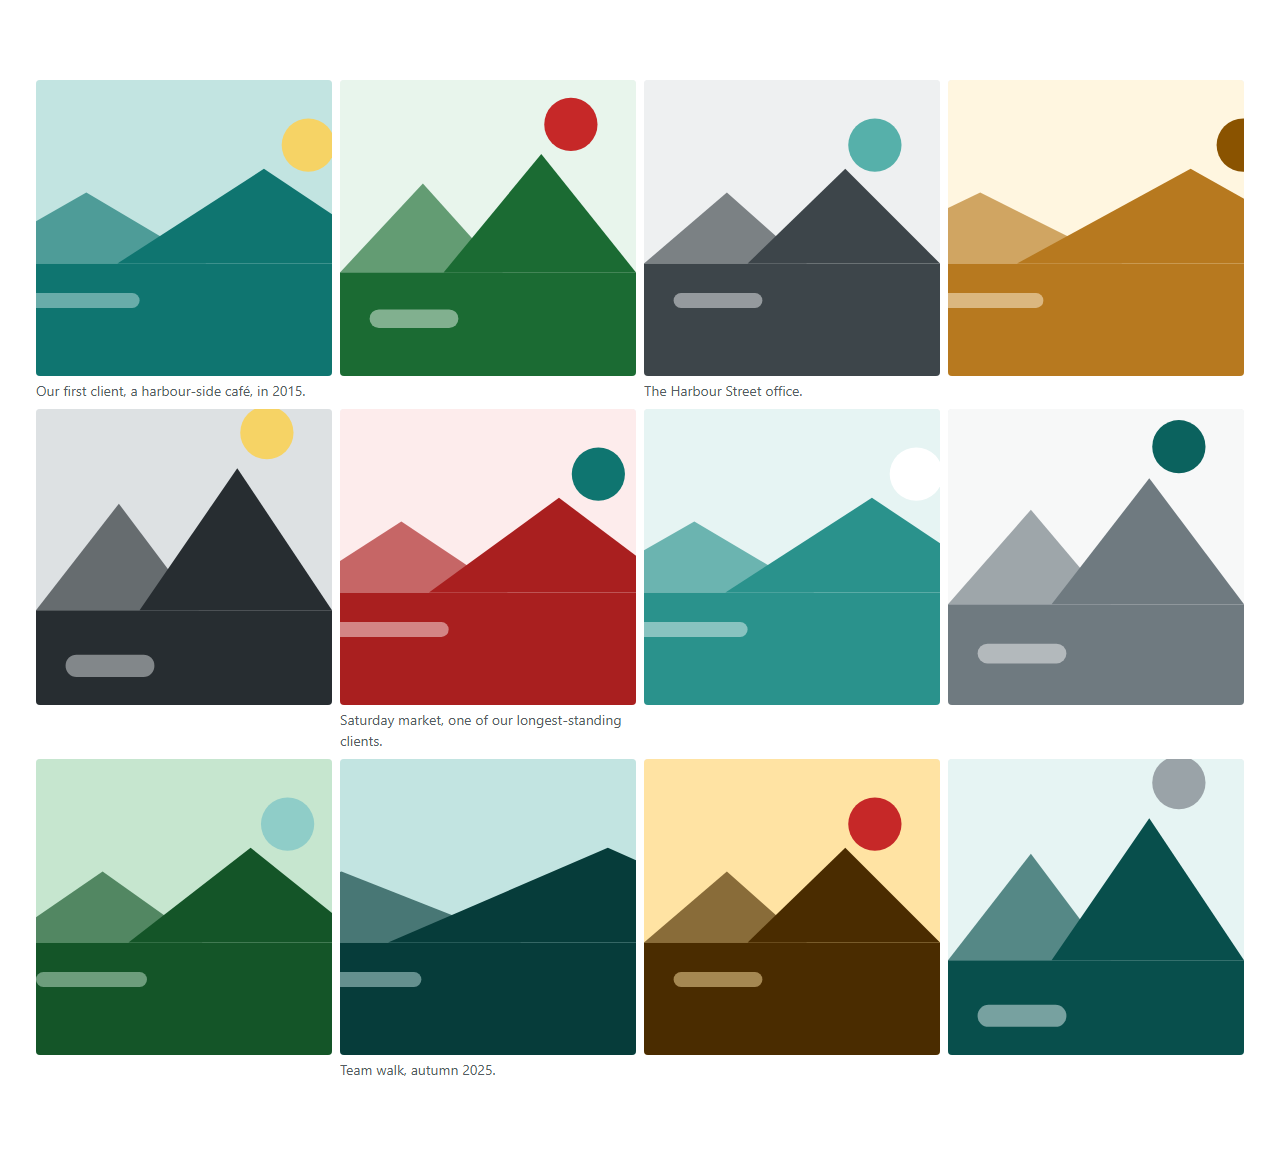 Our first client, a harbour-side café, in 2015.
The Harbour Street office.
Saturday market, one of our longest-standing
clients.
Team walk, autumn 2025.